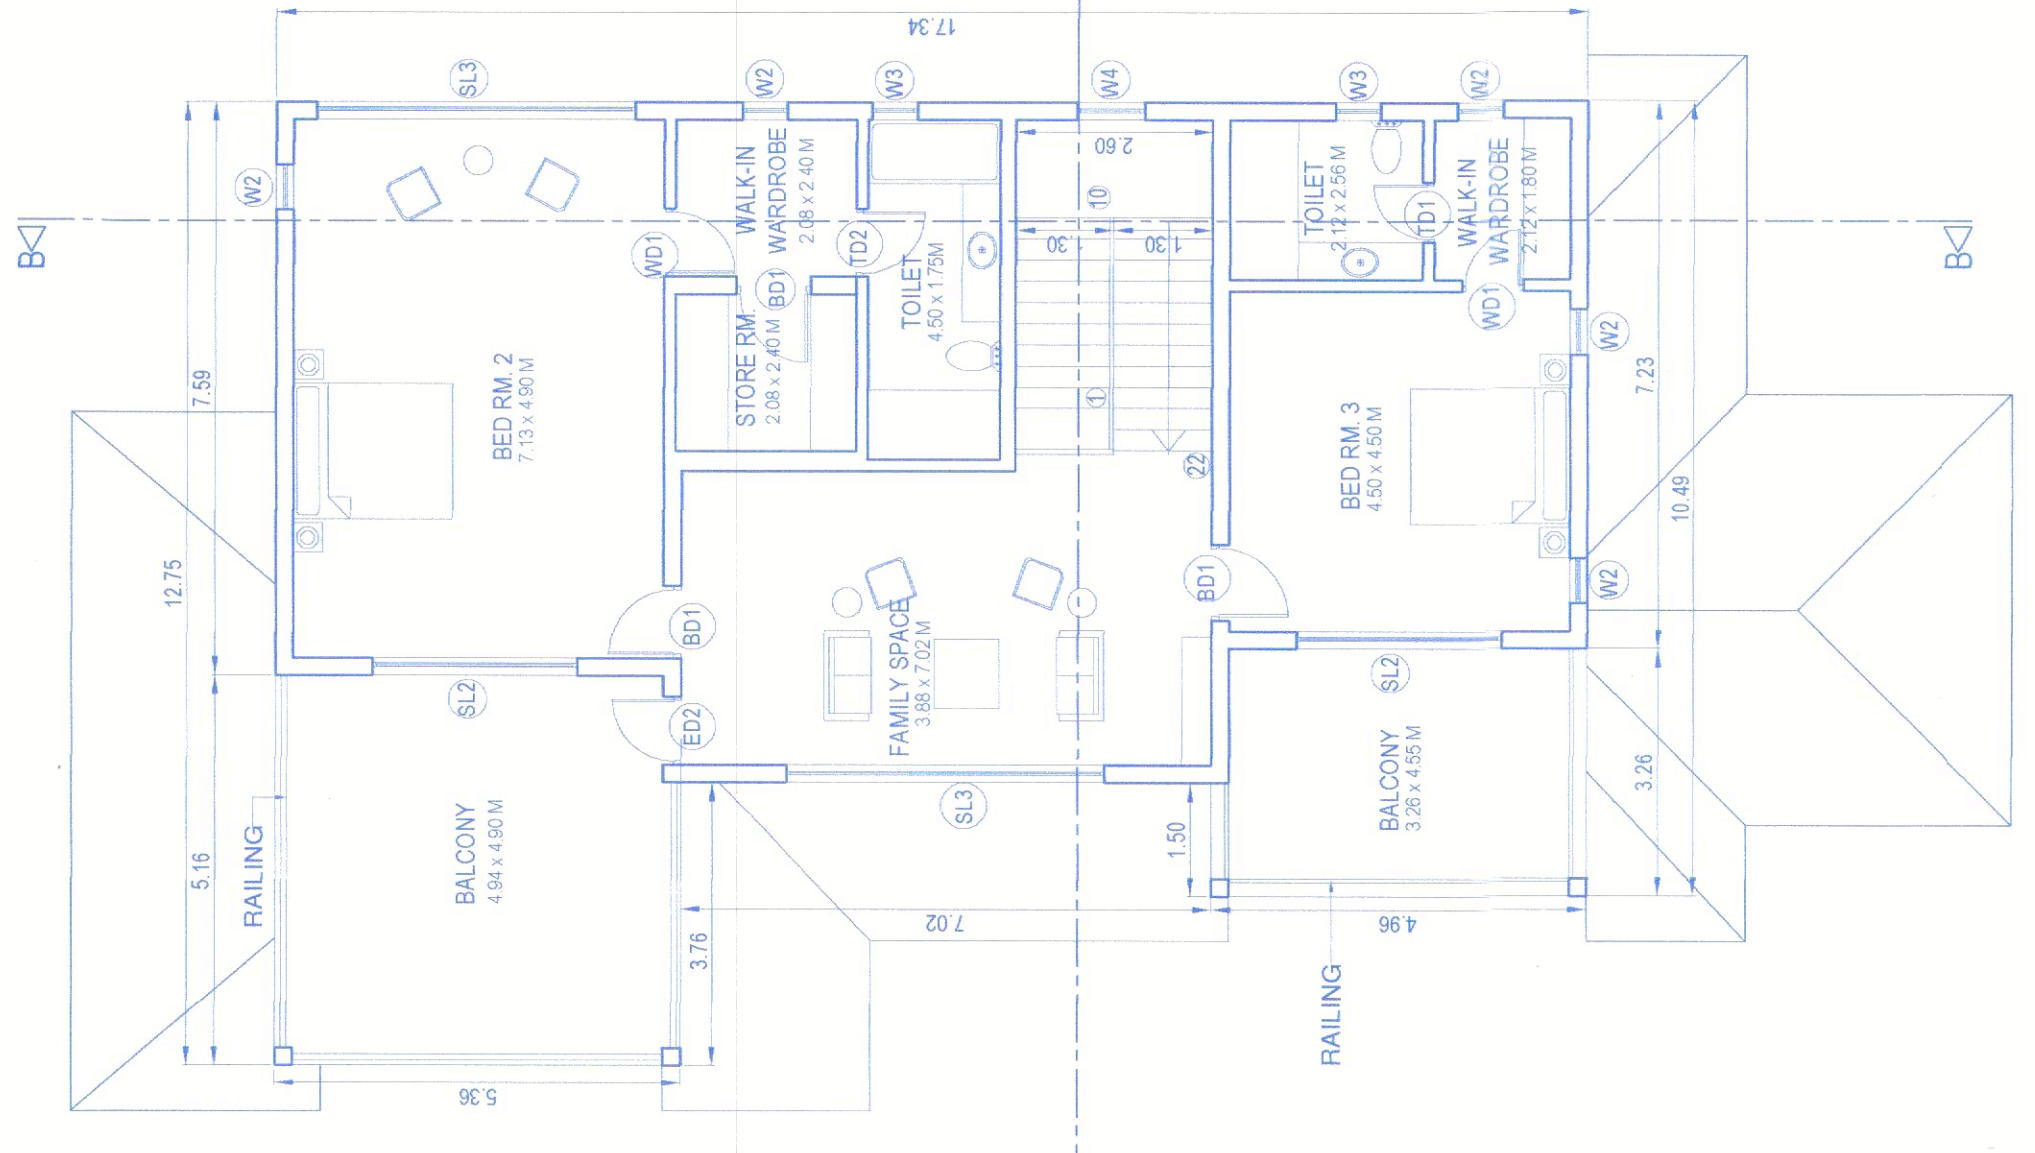 17.34
SL3
W2
W3
W4
W3
W2
W2
B
B
WD1
WALK-IN
WARDROBE
2.08 x 2.40 M
TD2
BD1
STORE RM.
2.08 x 2.40 M
TOILET
4.50 x 1.75M
2.60
10
1.30
1.30
1
22
TOILET
2.12 x 2.56 M
TD1
WALK-IN
WARDROBE
2.12 x 1.80 M
WD1
W2
W2
BED RM. 2
7.13 x 4.90 M
BED RM. 3
4.50 x 4.50 M
7.59
12.75
5.16
7.23
10.49
3.26
BD1
BD1
ED2
SL2
SL2
SL3
FAMILY SPACE
3.88 x 7.02 M
BALCONY
4.94 x 4.90 M
BALCONY
3.26 x 4.55 M
RAILING
RAILING
1.50
3.76
7.02
4.96
5.36